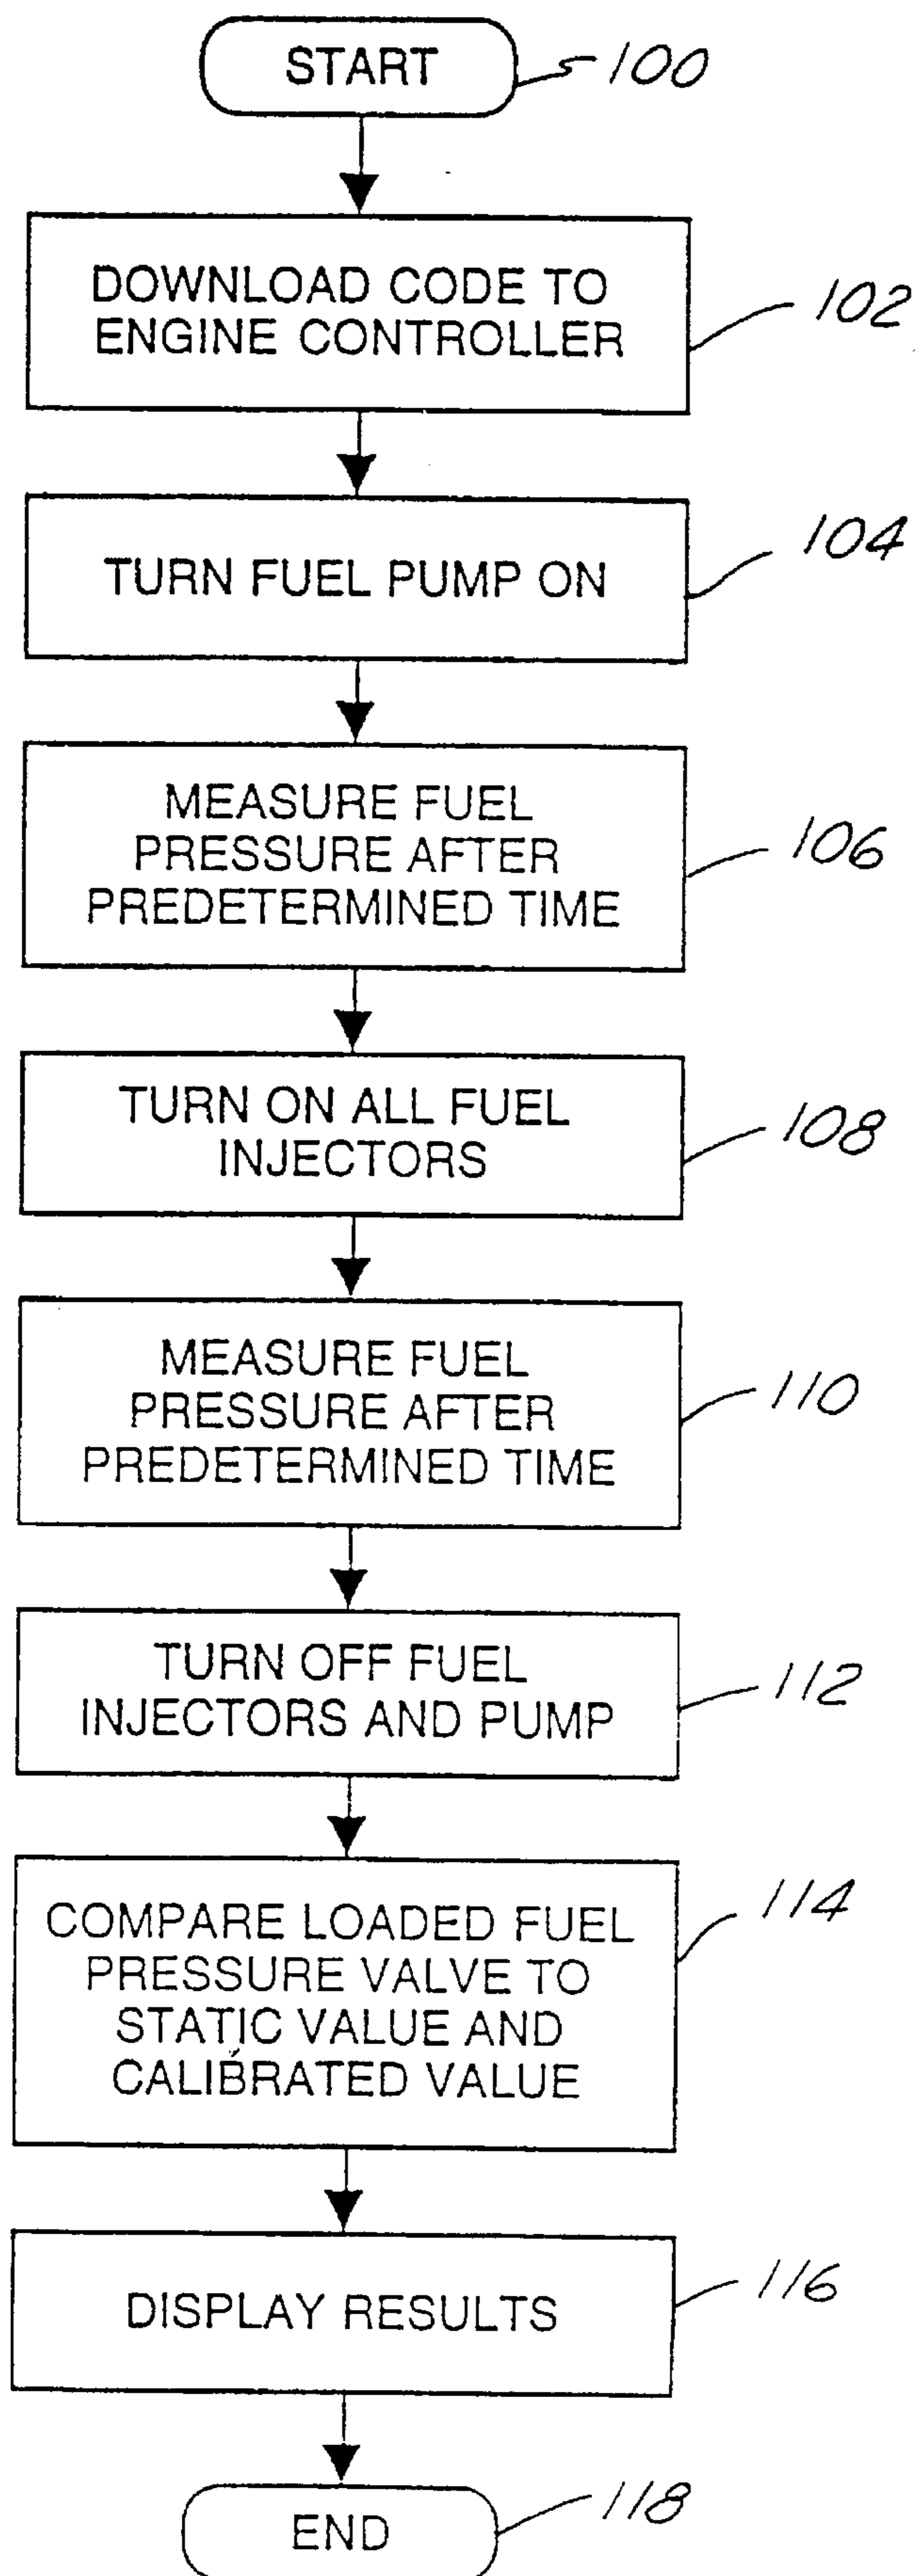 START
100
DOWNLOAD CODE TO
ENGINE CONTROLLER
102
TURN FUEL PUMP ON
104
MEASURE FUEL
PRESSURE AFTER
PREDETERMINED TIME
106
TURN ON ALL FUEL
INJECTORS
108
MEASURE FUEL
PRESSURE AFTER
PREDETERMINED TIME
110
TURN OFF FUEL
INJECTORS AND PUMP
112
COMPARE LOADED FUEL
PRESSURE VALVE TO
STATIC VALUE AND
CALIBRATED VALUE
114
DISPLAY RESULTS
116
END
118